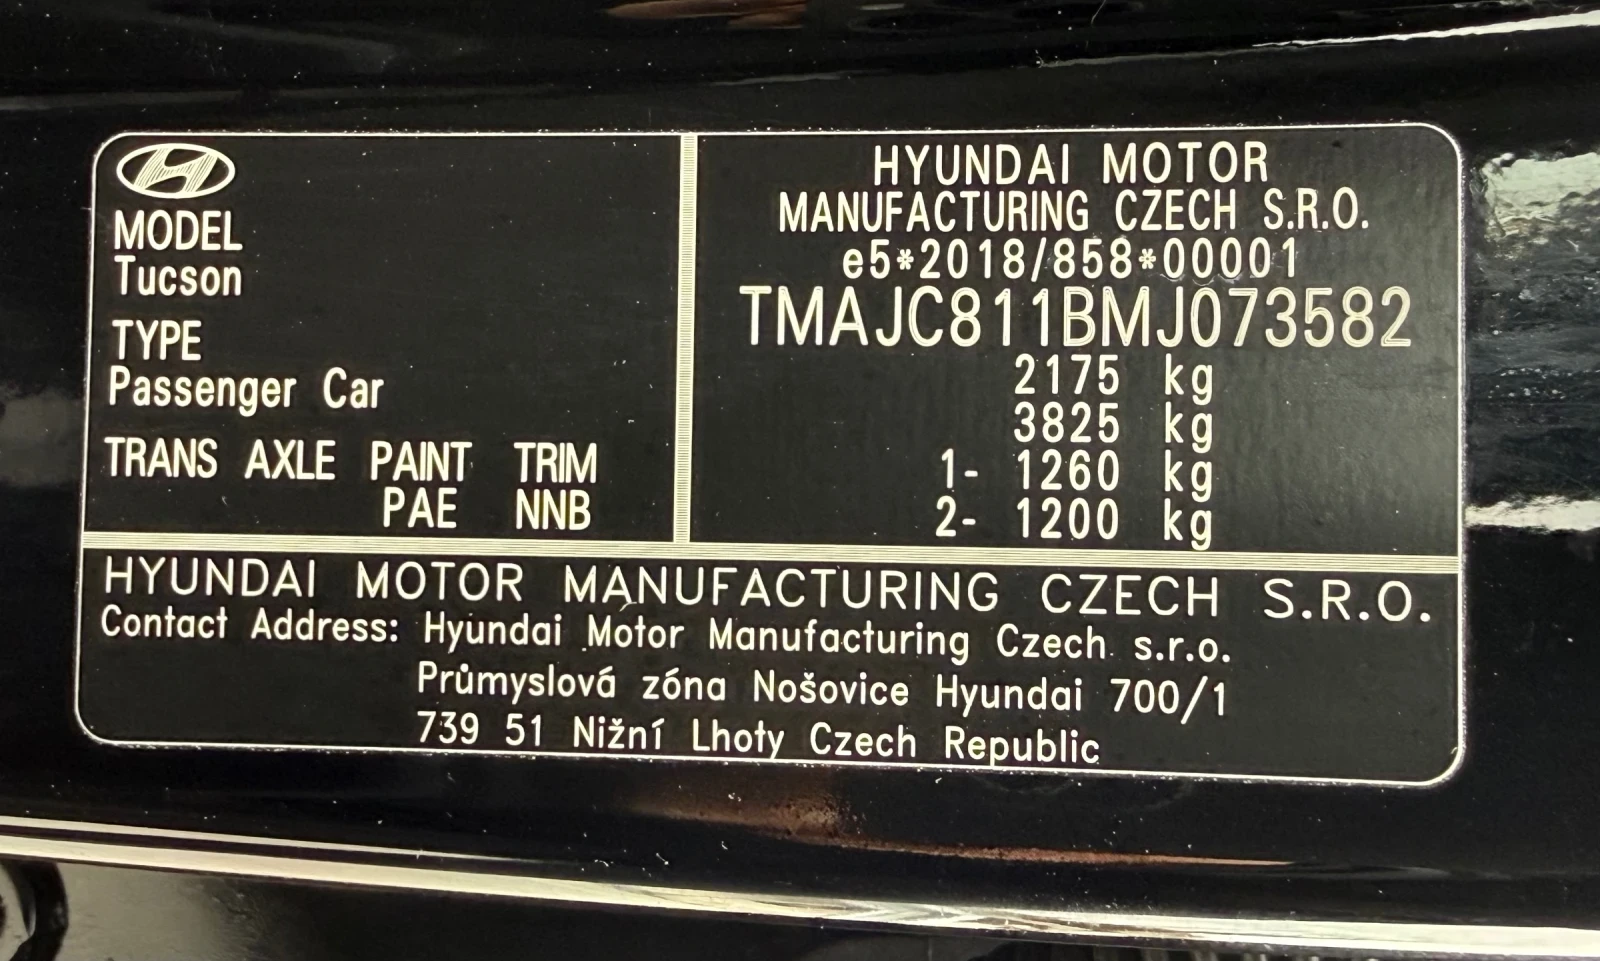 MODEL
Tucson
TYPE
Passenger Car
TRANS AXLE PAINT TRIM
PAE NNB
HYUNDAI MOTOR
MANUFACTURING CZECH S.R.O.
e5*2018/858*00001
TMAJC811BMJ073582
2175 kg
3825 kg
1- 1260 kg
2- 1200 kg
HYUNDAI MOTOR MANUFACTURING CZECH S.R.O.
Contact Address: Hyundai Motor Manufacturing Czech s.r.o.
Průmyslová zóna Nošovice Hyundai 700/1
739 51 Nižní Lhoty Czech Republic